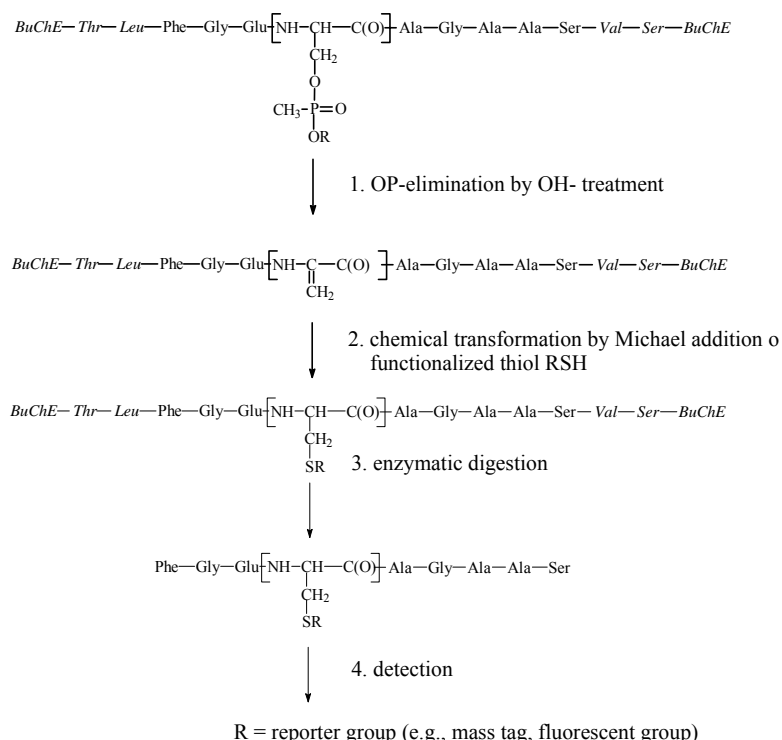 BuChE—Thr—Leu—Phe—Gly—Glu[NH—CH—C(O)]Ala—Gly—Ala—Ala—Ser—Val—Ser—BuChE
CH2
O
CH3—P=O
OR
1. OP-elimination by OH- treatment
BuChE—Thr—Leu—Phe—Gly—Glu[NH—C—C(O)]Ala—Gly—Ala—Ala—Ser—Val—Ser—BuChE
CH2
2. chemical transformation by Michael addition o
functionalized thiol RSH
BuChE—Thr—Leu—Phe—Gly—Glu[NH—CH—C(O)]Ala—Gly—Ala—Ala—Ser—Val—Ser—BuChE
CH2
SR
3. enzymatic digestion
Phe—Gly—Glu[NH—CH—C(O)]Ala—Gly—Ala—Ala—Ser
CH2
SR
4. detection
R = reporter group (e.g., mass tag, fluorescent group)